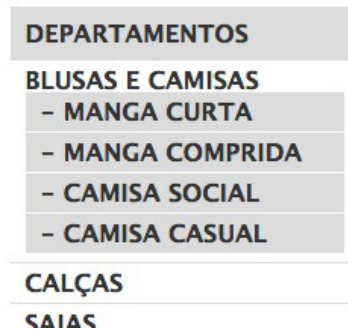 DEPARTAMENTOS
BLUSAS E CAMISAS
– MANGA CURTA
– MANGA COMPRIDA
– CAMISA SOCIAL
– CAMISA CASUAL
CALÇAS
SAIAS